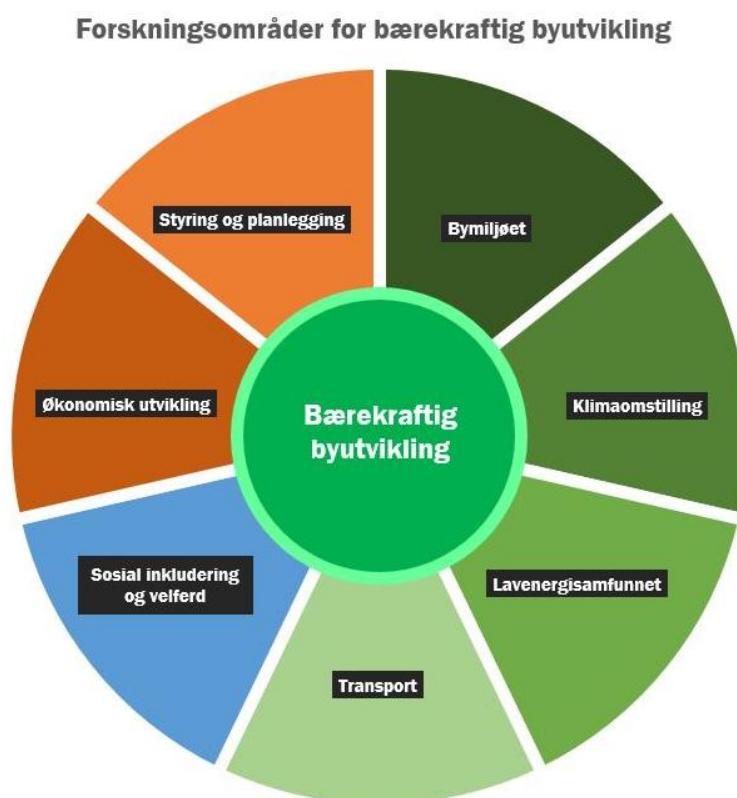 Forskningsområder for bærekraftig byutvikling
Styring og planlegging
Bymiljøet
Økonomisk utvikling
Bærekraftig
byutvikling
Klimaomstilling
Sosial inkludering
og velferd
Lavenergisamfunnet
Transport